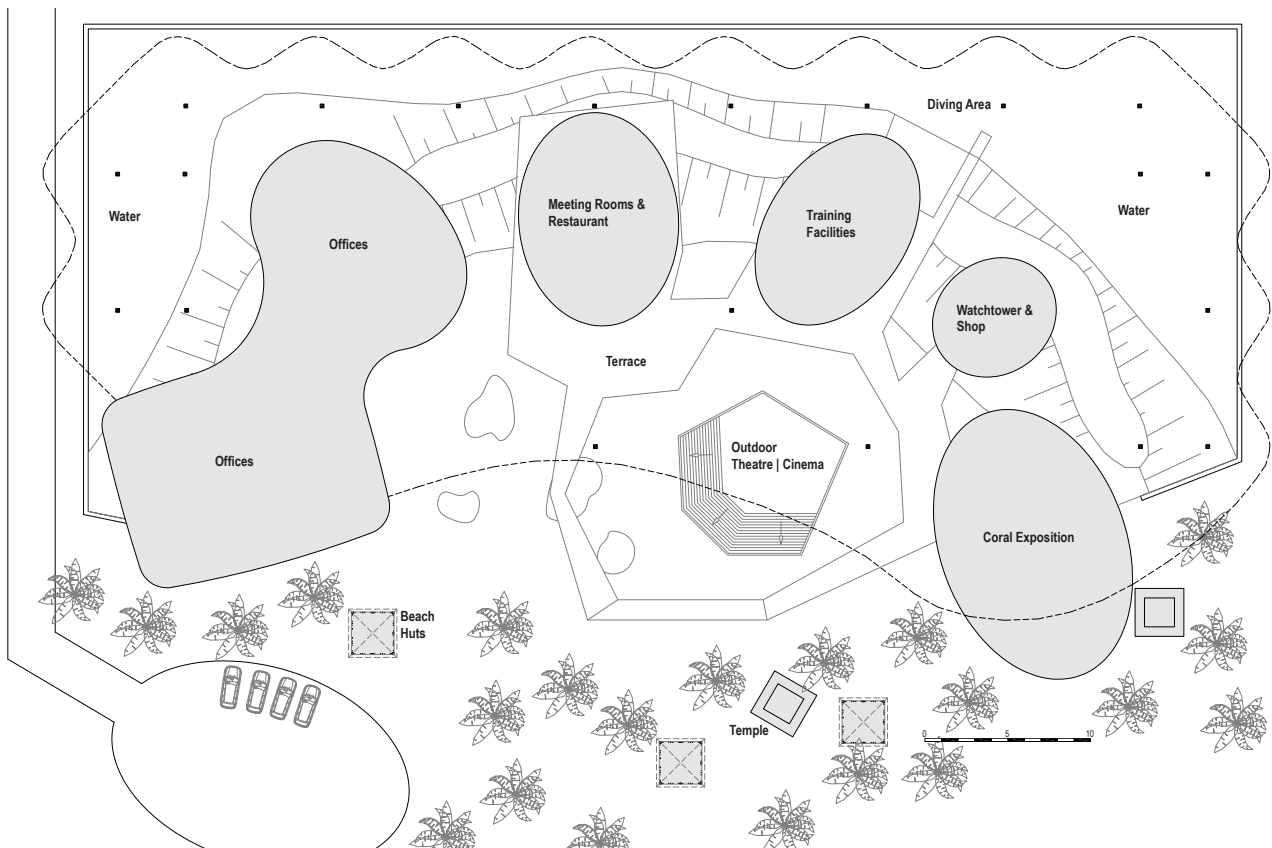 Diving Area
Water
Meeting Rooms &
Restaurant
Training
Facilities
Water
Offices
Watchtower &
Shop
Terrace
Offices
Outdoor
Theatre | Cinema
Coral Exposition
Beach
Huts
Temple
0 5 10